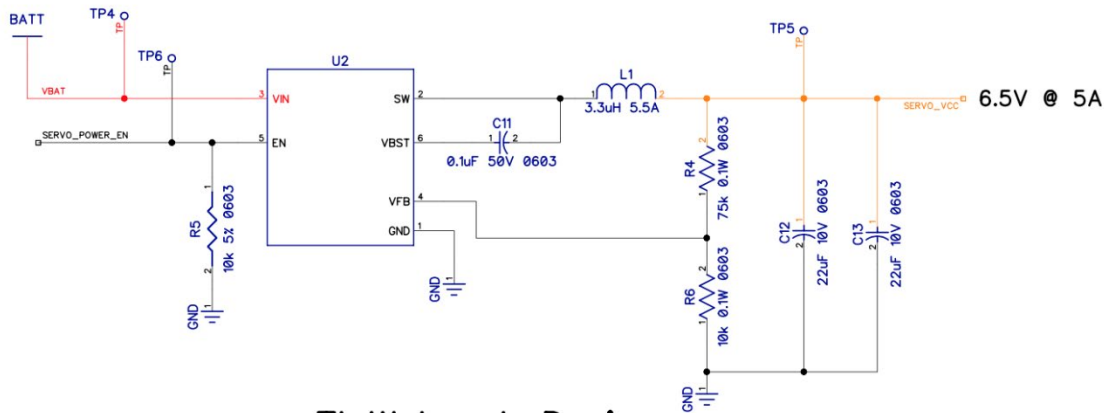 BATT
TP4
TP
TP6
TP
U2
VBAT
3 VIN
SW 2
SERVO_POWER_EN
5 EN
VBST 6
C11
1 2
0.1uF 50V 0603
L1
1 2
3.3uH 5.5A
TP5
TP
SERVO_VCC
6.5V @ 5A
VFB 4
GND 1
1
R5
2
10k 5% 0603
GND 1
GND 1
2
R4
1
75k 0.1W 0603
2
R6
1
10k 0.1W 0603
1
C12
2
22uF 10V 0603
1
C13
2
22uF 10V 0603
GND 1